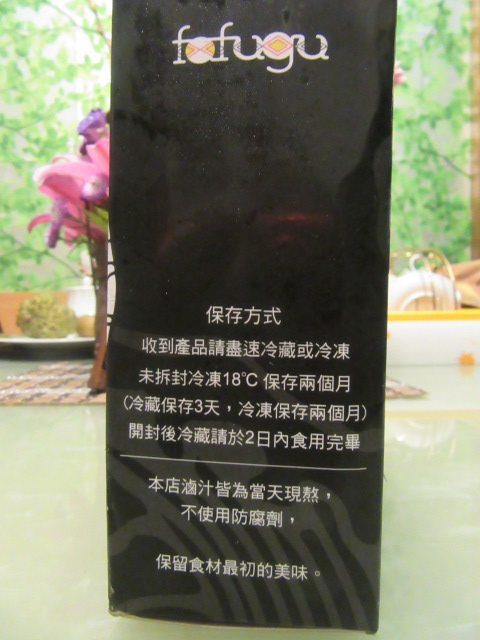 fofugu
保存方式
收到產品請盡速冷藏或冷凍
未拆封冷凍18℃ 保存兩個月
(冷藏保存3天，冷凍保存兩個月)
開封後冷藏請於2日內食用完畢
本店滷汁皆為當天現熬，
不使用防腐劑，
保留食材最初的美味。